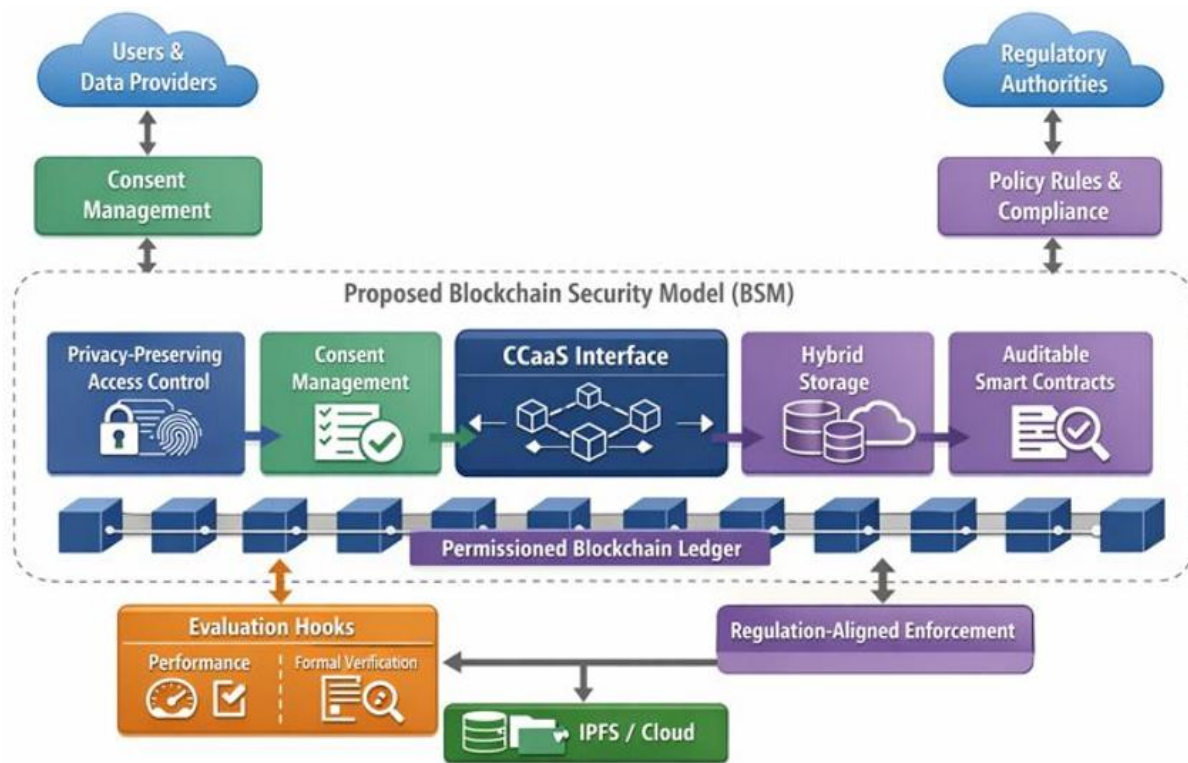 Users &
Data Providers
Regulatory
Authorities
Consent
Management
Policy Rules &
Compliance
Proposed Blockchain Security Model (BSM)
Privacy-Preserving
Access Control
Consent
Management
CCaaS Interface
Hybrid
Storage
Auditable
Smart Contracts
Permissioned Blockchain Ledger
Evaluation Hooks
Performance
Formal Verification
Regulation-Aligned Enforcement
IPFS / Cloud